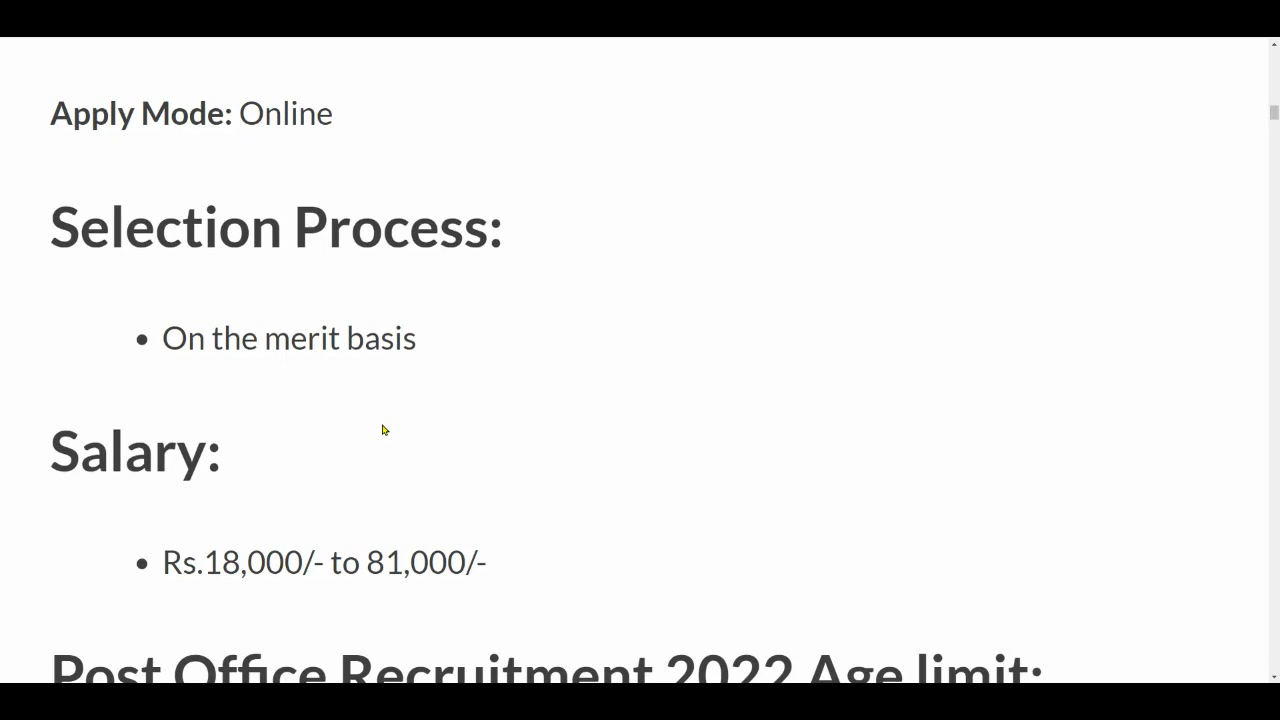 Apply Mode: Online
Selection Process:
On the merit basis
Salary:
Rs.18,000/- to 81,000/-
Post Office Recruitment 2022 Age limit: